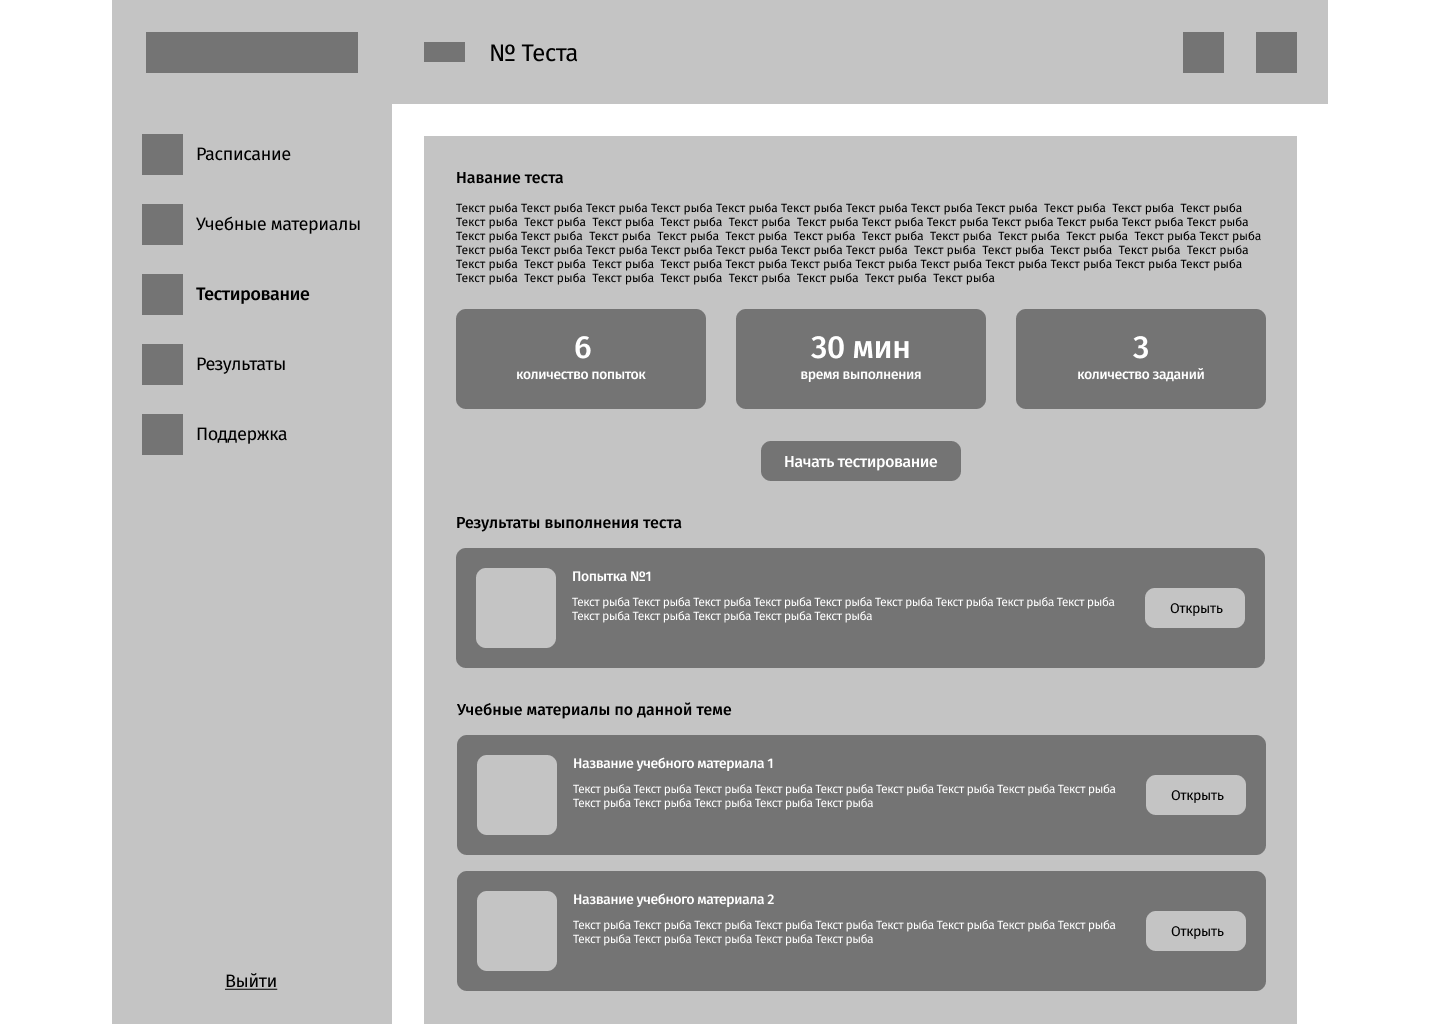 № Теста
Расписание
Учебные материалы
Тестирование
Результаты
Поддержка
Выйти
Навание теста
Текст рыба Текст рыба Текст рыба Текст рыба Текст рыба Текст рыба Текст рыба Текст рыба Текст рыба  Текст рыба  Текст рыба  Текст рыба
Текст рыба  Текст рыба  Текст рыба  Текст рыба  Текст рыба  Текст рыба Текст рыба Текст рыба Текст рыба Текст рыба Текст рыба Текст рыба
Текст рыба Текст рыба  Текст рыба  Текст рыба  Текст рыба  Текст рыба  Текст рыба  Текст рыба  Текст рыба  Текст рыба  Текст рыба Текст рыба
Текст рыба Текст рыба Текст рыба Текст рыба Текст рыба Текст рыба Текст рыба  Текст рыба  Текст рыба  Текст рыба  Текст рыба  Текст рыба
Текст рыба  Текст рыба  Текст рыба  Текст рыба Текст рыба Текст рыба Текст рыба Текст рыба Текст рыба Текст рыба Текст рыба Текст рыба
Текст рыба  Текст рыба  Текст рыба  Текст рыба  Текст рыба  Текст рыба  Текст рыба  Текст рыба
6
количество попыток
30 мин
время выполнения
3
количество заданий
Начать тестирование
Результаты выполнения теста
Попытка №1
Текст рыба Текст рыба Текст рыба Текст рыба Текст рыба Текст рыба Текст рыба Текст рыба Текст рыба
Текст рыба Текст рыба Текст рыба Текст рыба Текст рыба
Открыть
Учебные материалы по данной теме
Название учебного материала 1
Текст рыба Текст рыба Текст рыба Текст рыба Текст рыба Текст рыба Текст рыба Текст рыба Текст рыба
Текст рыба Текст рыба Текст рыба Текст рыба Текст рыба
Открыть
Название учебного материала 2
Текст рыба Текст рыба Текст рыба Текст рыба Текст рыба Текст рыба Текст рыба Текст рыба Текст рыба
Текст рыба Текст рыба Текст рыба Текст рыба Текст рыба
Открыть